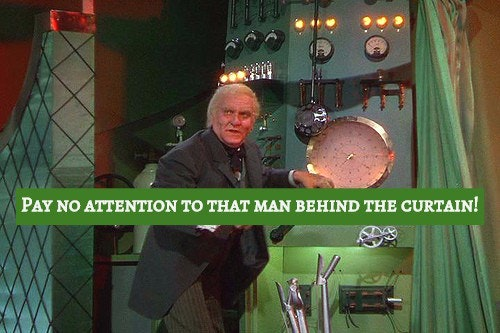 Pay no attention to that man behind the curtain!